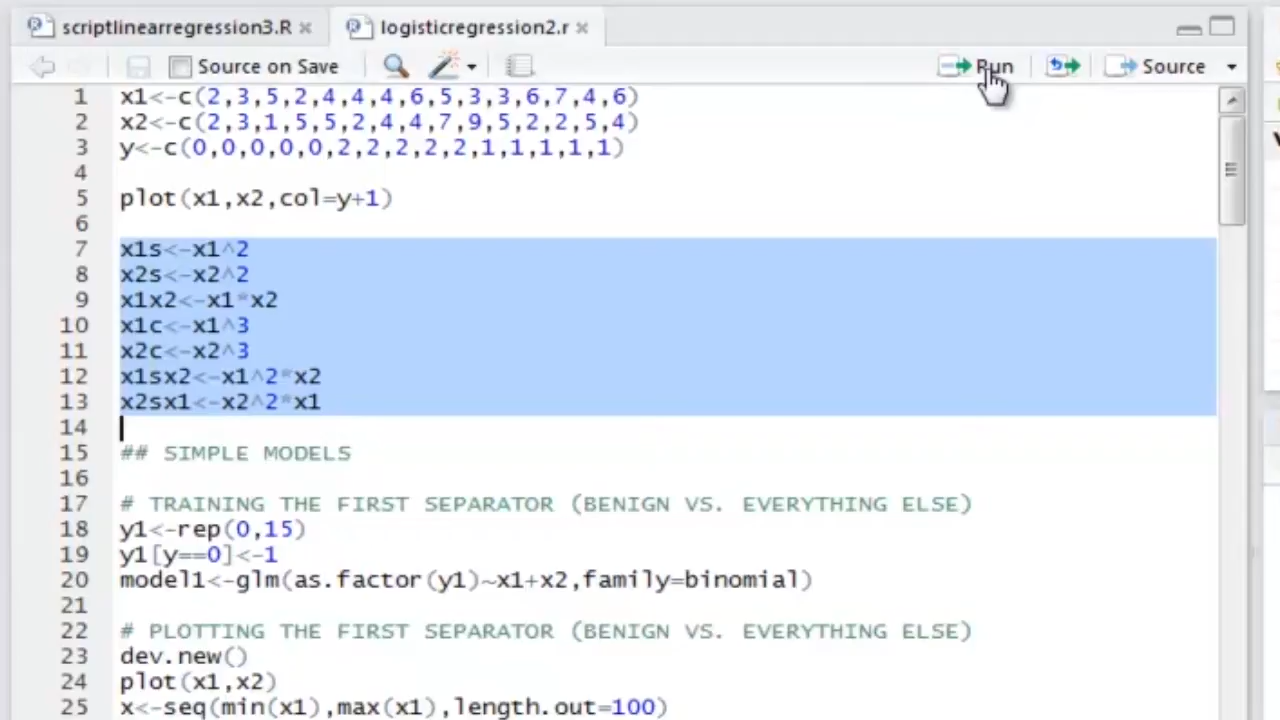 scriptlinearregression3.R
logisticregression2.r
Source on Save
Run
Source
1 x1<-c(2,3,5,2,4,4,4,6,5,3,3,6,7,4,6)
2 x2<-c(2,3,1,5,5,2,4,4,7,9,5,2,2,5,4)
3 y<-c(0,0,0,0,0,2,2,2,2,2,1,1,1,1,1)
4
5 plot(x1,x2,col=y+1)
6
7 x1s<-x1^2
8 x2s<-x2^2
9 x1x2<-x1*x2
10 x1c<-x1^3
11 x2c<-x2^3
12 x1sx2<-x1^2*x2
13 x2sx1<-x2^2*x1
14
15 ## SIMPLE MODELS
16
17 # TRAINING THE FIRST SEPARATOR (BENIGN VS. EVERYTHING ELSE)
18 y1<-rep(0,15)
19 y1[y==0]<-1
20 model1<-glm(as.factor(y1)~x1+x2,family=binomial)
21
22 # PLOTTING THE FIRST SEPARATOR (BENIGN VS. EVERYTHING ELSE)
23 dev.new()
24 plot(x1,x2)
25 x<-seq(min(x1),max(x1),length.out=100)